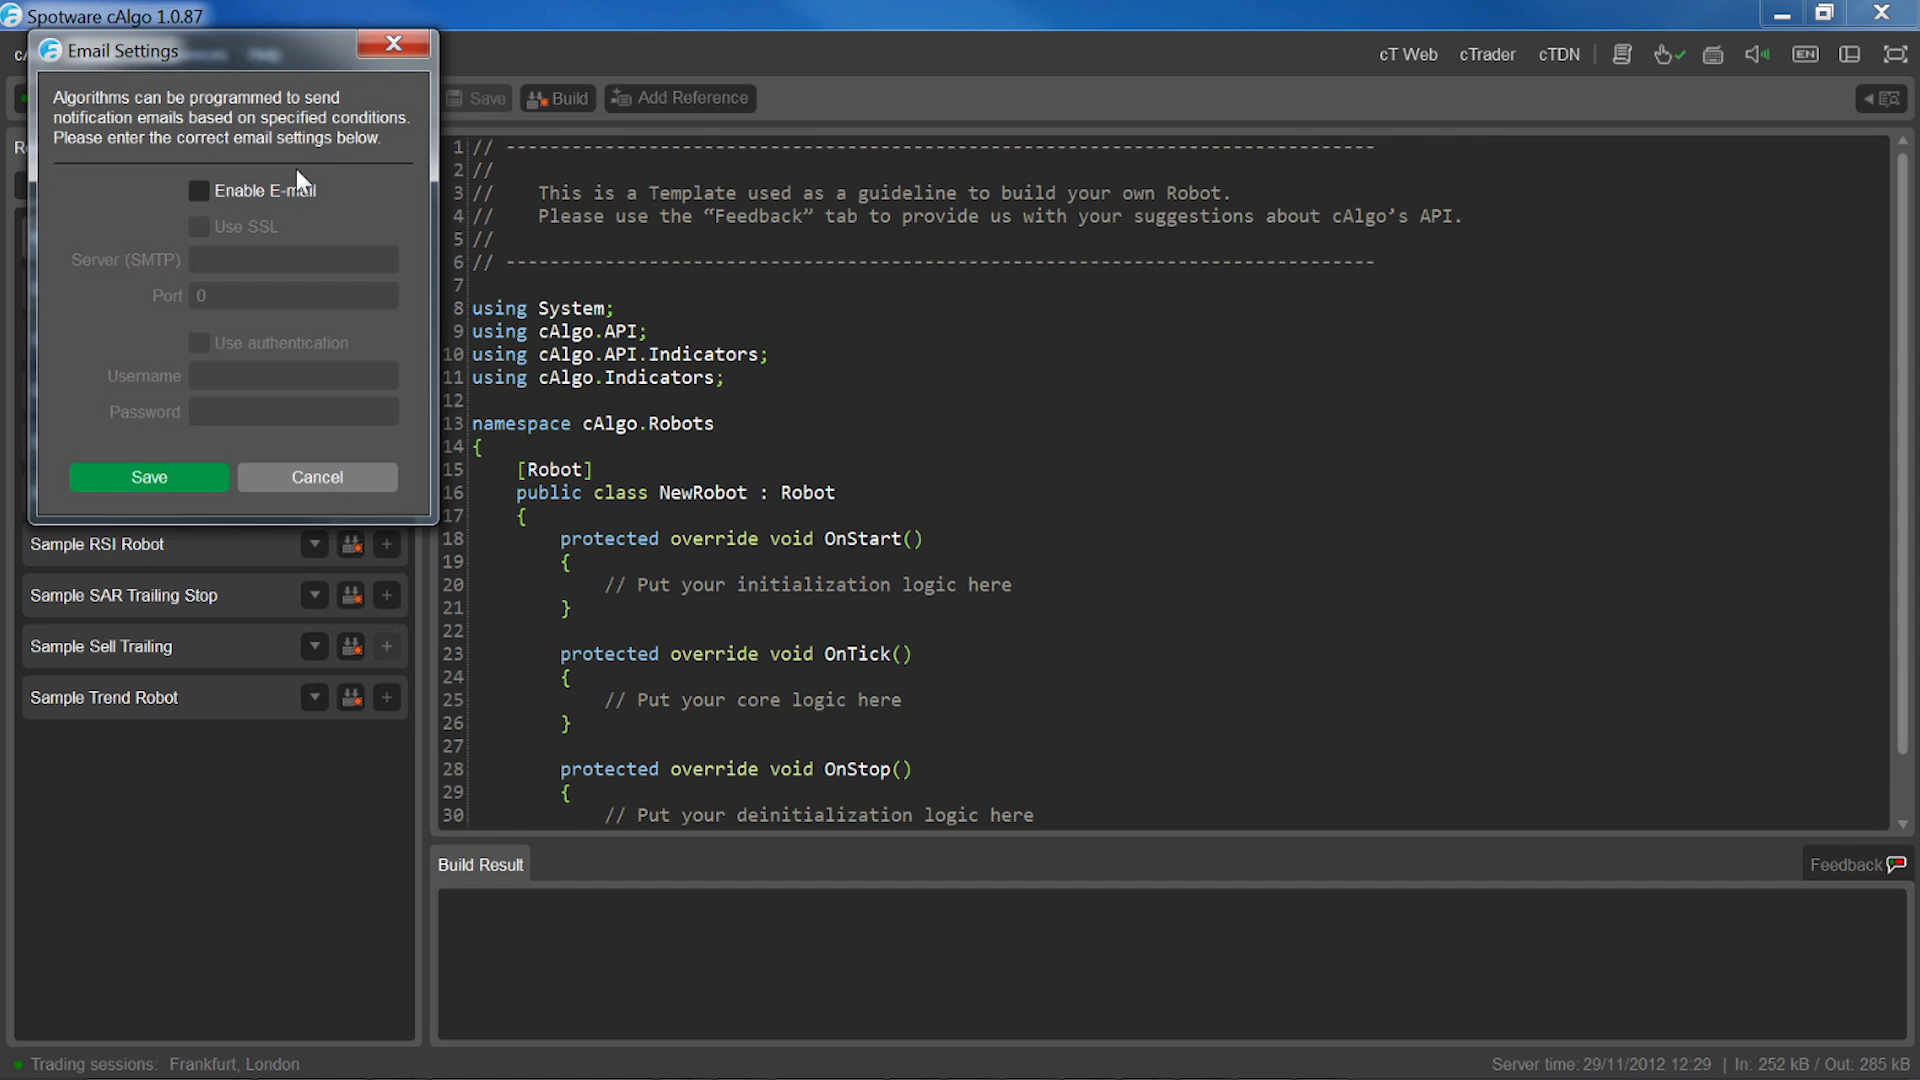 Spotware cAlgo 1.0.87
Email Settings
Help
cT Web cTrader cTDN EN
Algorithms can be programmed to send
notification emails based on specified conditions.
Please enter the correct email settings below.
Enable E-mail
Use SSL
Server (SMTP)
Port 0
Use authentication
Username
Password
Save Cancel
Sample RSI Robot
Sample SAR Trailing Stop
Sample Sell Trailing
Sample Trend Robot
Save Build Add Reference
1 // -------------------------------------------------------------------------------
2 //
3 // This is a Template used as a guideline to build your own Robot.
4 // Please use the “Feedback” tab to provide us with your suggestions about cAlgo’s API.
5 //
6 // -------------------------------------------------------------------------------
7
8 using System;
9 using cAlgo.API;
10 using cAlgo.API.Indicators;
11 using cAlgo.Indicators;
12
13 namespace cAlgo.Robots
14 {
15 [Robot]
16 public class NewRobot : Robot
17 {
18 protected override void OnStart()
19 {
20 // Put your initialization logic here
21 }
22
23 protected override void OnTick()
24 {
25 // Put your core logic here
26 }
27
28 protected override void OnStop()
29 {
30 // Put your deinitialization logic here
Build Result Feedback
Trading sessions: Frankfurt, London
Server time: 29/11/2012 12:29 | In: 252 kB / Out: 285 kB